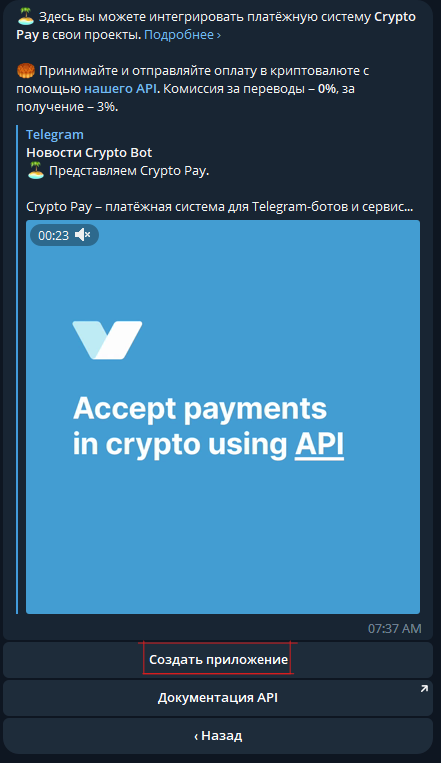 Здесь вы можете интегрировать платёжную систему Crypto
Pay в свои проекты. Подробнее ›
Принимайте и отправляйте оплату в криптовалюте с
помощью нашего API. Комиссия за переводы – 0%, за
получение – 3%.
Telegram
Новости Crypto Bot
Представляем Crypto Pay.
Crypto Pay – платёжная система для Telegram-ботов и сервис...
00:23
Accept payments
in crypto using API
07:37 AM
Создать приложение
Документация API
‹ Назад